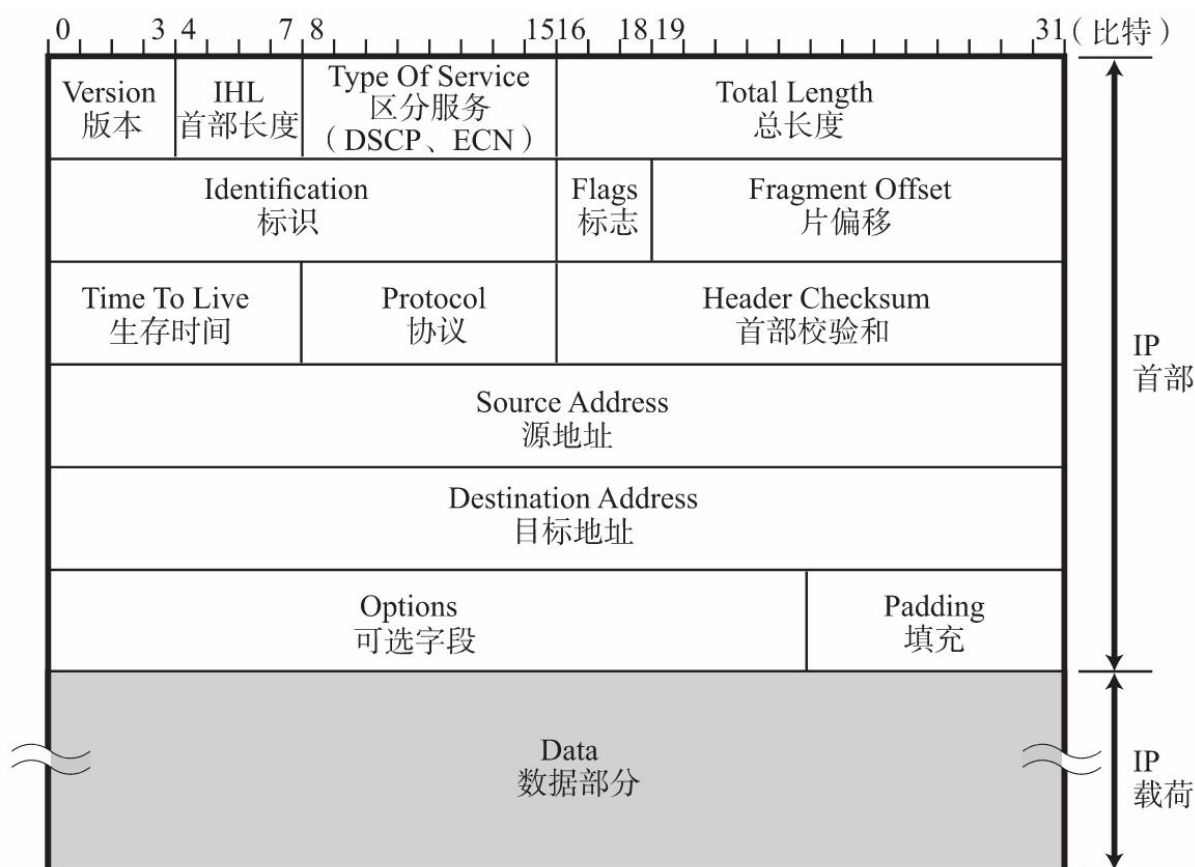 0 3 4 7 8 1516 18 19 31（比特）
Version
版本
IHL
首部长度
Type Of Service
区分服务
（DSCP、ECN）
Total Length
总长度
Identification
标识
Flags
标志
Fragment Offset
片偏移
Time To Live
生存时间
Protocol
协议
Header Checksum
首部校验和
IP
首部
Source Address
源地址
Destination Address
目标地址
Options
可选字段
Padding
填充
Data
数据部分
IP
载荷